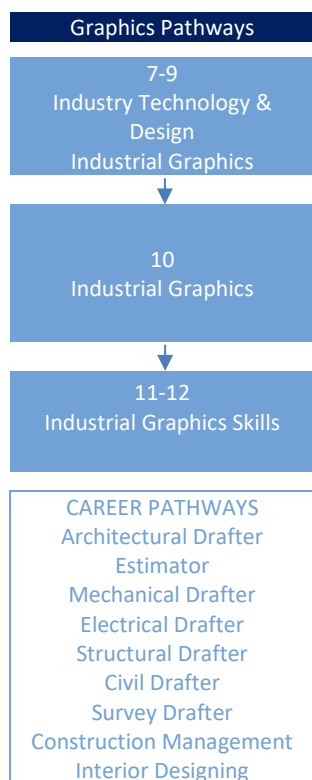 Graphics Pathways
7-9
Industry Technology &
Design
Industrial Graphics
10
Industrial Graphics
11-12
Industrial Graphics Skills
CAREER PATHWAYS
Architectural Drafter
Estimator
Mechanical Drafter
Electrical Drafter
Structural Drafter
Civil Drafter
Survey Drafter
Construction Management
Interior Designing